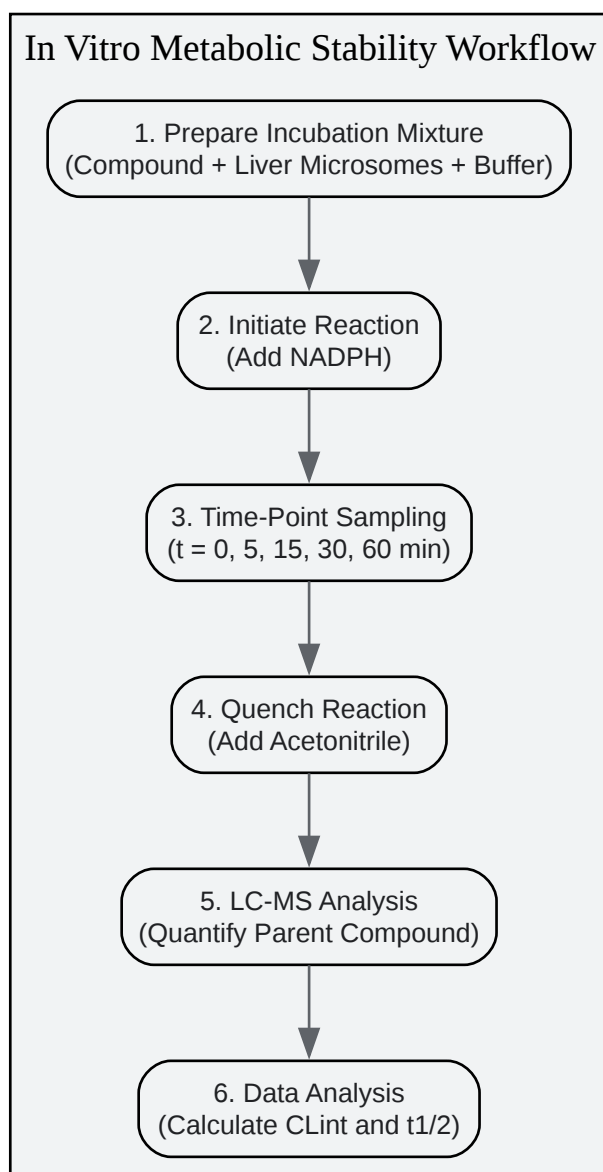 In Vitro Metabolic Stability Workflow
1. Prepare Incubation Mixture
(Compound + Liver Microsomes + Buffer)
2. Initiate Reaction
(Add NADPH)
3. Time-Point Sampling
(t = 0, 5, 15, 30, 60 min)
4. Quench Reaction
(Add Acetonitrile)
5. LC-MS Analysis
(Quantify Parent Compound)
6. Data Analysis
(Calculate CLint and t1/2)